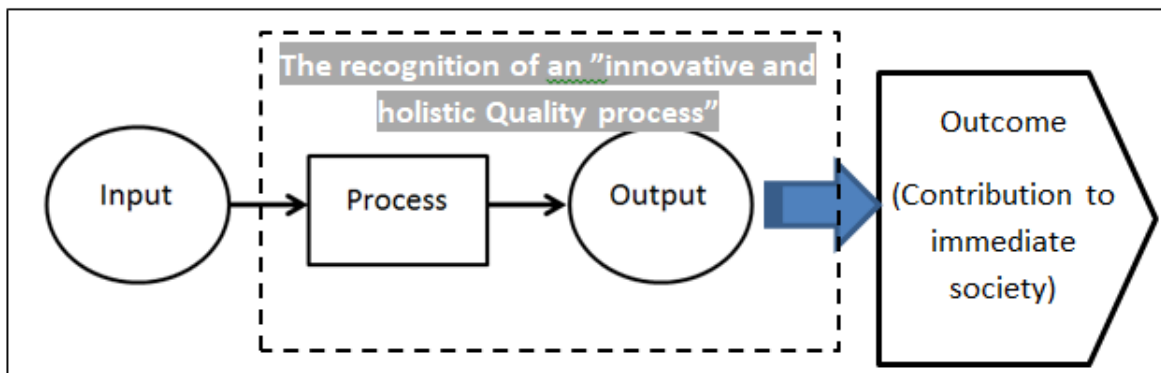 The recognition of an ”innovative and
holistic Quality process”
Input
Process
Output
Outcome
(Contribution to
immediate
society)